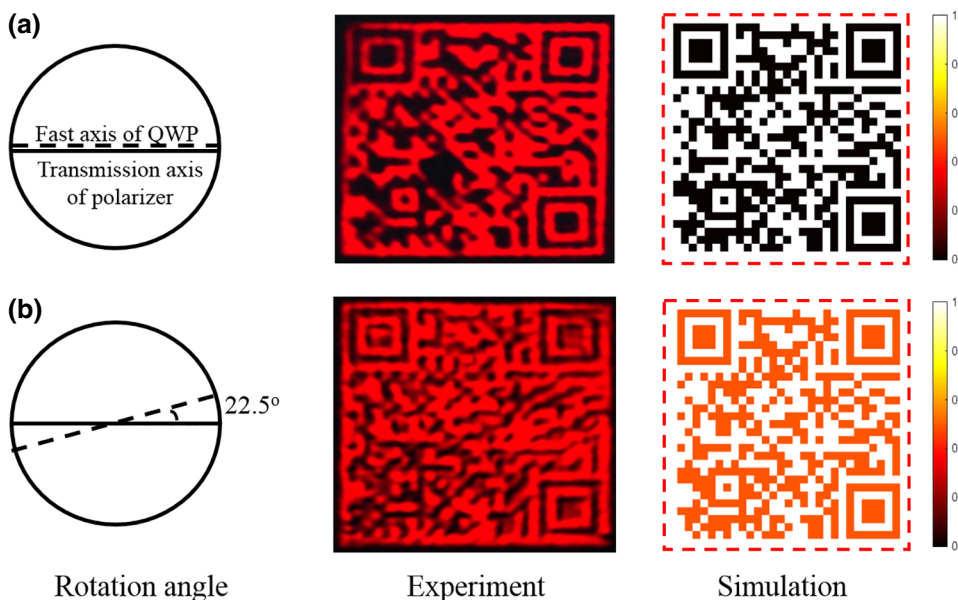 (a)
Fast axis of QWP
Transmission axis
of polarizer
1
0
0
0
0
0
(b)
22.5°
1
0
0
0
0
0
Rotation angle
Experiment
Simulation